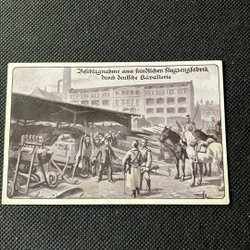 Beschlagnahme einer feindlichen Flugzeugfabrik
durch deutsche Kavallerie